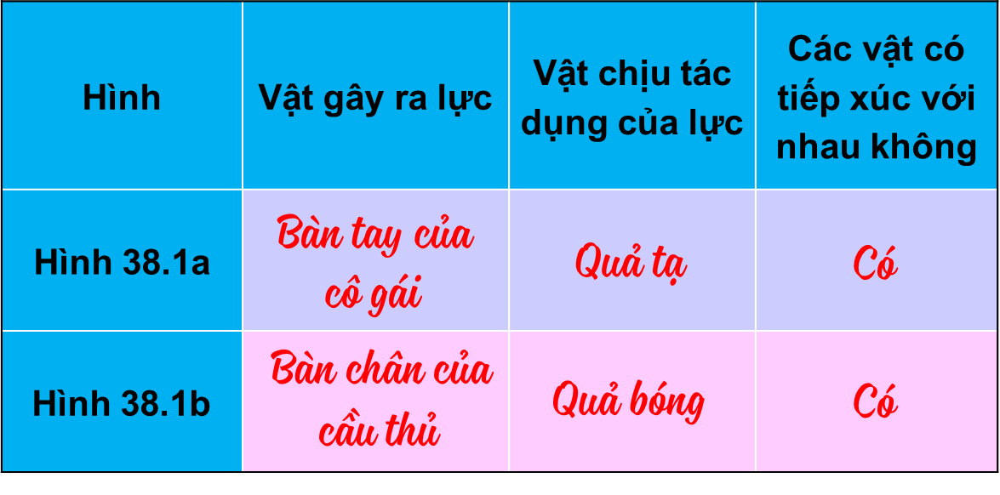 Hình
Vật gây ra lực
Vật chịu tác
dụng của lực
Các vật có
tiếp xúc với
nhau không
Hình 38.1a
Bàn tay của
cô gái
Quả tạ
Có
Hình 38.1b
Bàn chân của
cầu thủ
Quả bóng
Có